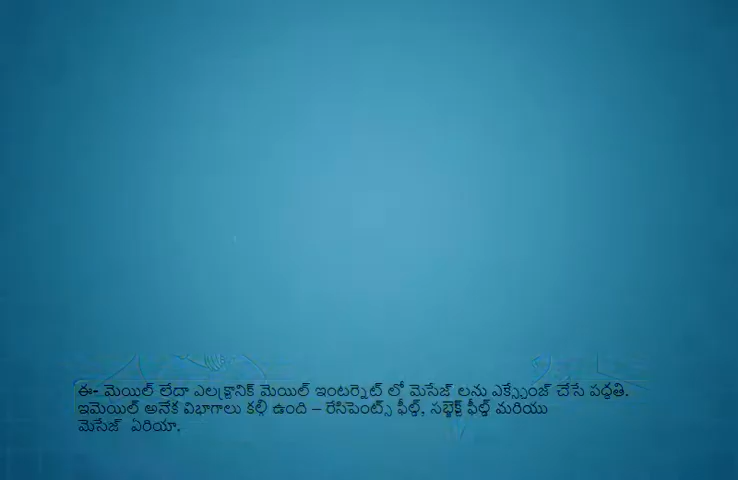 ఈ- మెయిల్ లేదా ఎలక్ట్రానిక్ మెయిల్ ఇంటర్నెట్ లో మెసేజ్ లను ఎక్స్చేంజ్ చేసే పద్ధతి.
ఇమెయిల్ అనేక విభాగాలు కల్గి ఉంది – రేసిపెంట్స్ ఫీల్డ్, సబ్జెక్ట్ ఫీల్డ్ మరియు
మెసేజ్ ఏరియా.